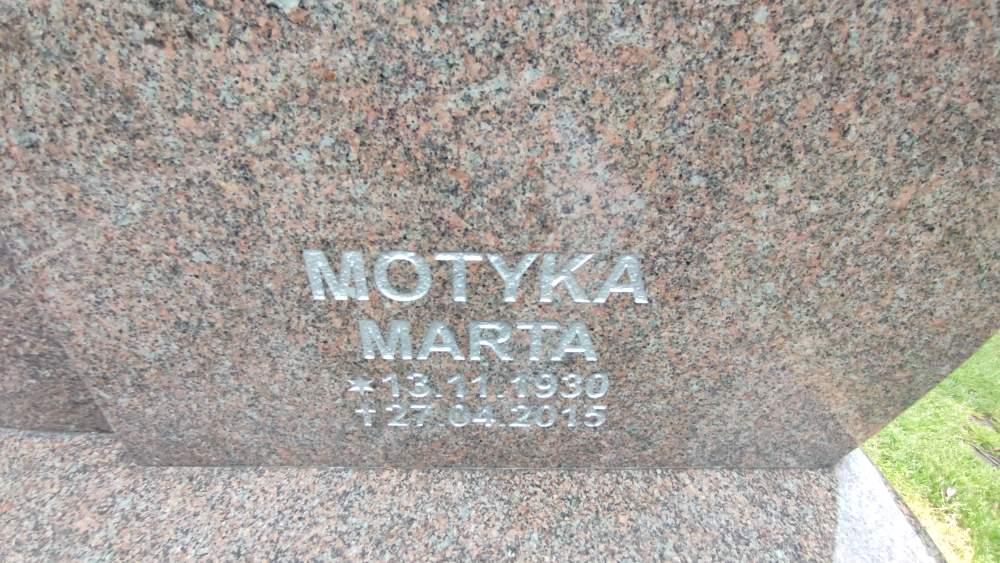 MOTYKA
MARTA
* 13.11.1930
† 27.04.2015